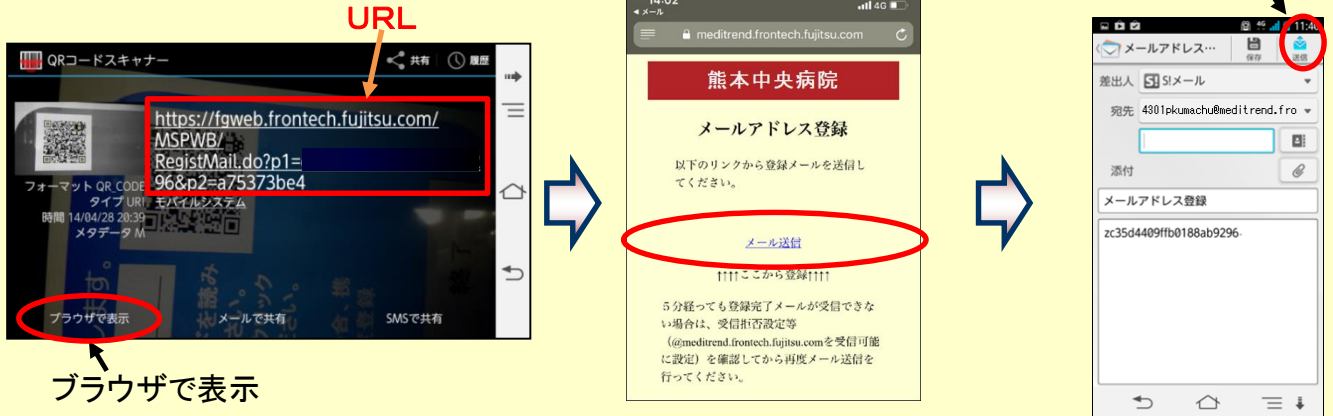 URL
QRコードスキャナー
共有
履歴
https://fgweb.frontech.fujitsu.com/
MSPWB/
RegistMail.do?p1=
96&p2=a75373be4
フォーマット QR_CODE
タイプ URI
モバイルシステム
時間 14/04/28 20:39
メタデータ M
ブラウザで表示
メールで共有
SMSで共有
ブラウザで表示
14:02
メール
4G
meditrend.frontech.fujitsu.com
熊本中央病院
メールアドレス登録
以下のリンクから登録メールを送信し
てください。
メール送信
↑↑↑↑ここから登録↑↑↑↑
5分経っても登録完了メールが受信できな
い場合は、受信拒否設定等
（@meditrend.frontech.fujitsu.comを受信可能
に設定）を確認してから再度メール送信を
行ってください。
4G
11:40
メールアドレス…
保存
送信
差出人
S!メール
宛先
4301pkumachu@meditrend.fro
添付
メールアドレス登録
zc35d4409ffb0188ab9296